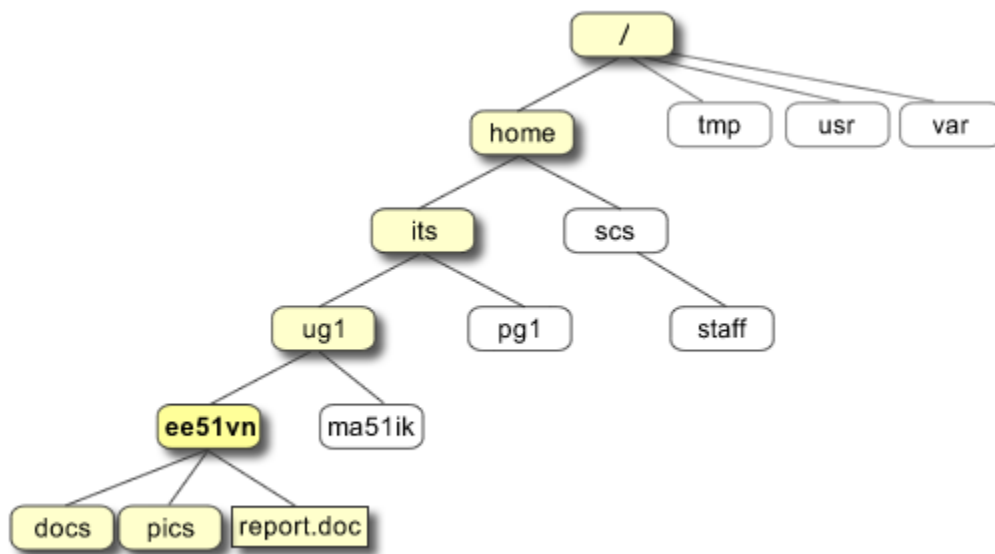 /
home
tmp
usr
var
its
scs
ug1
pg1
staff
ee51vn
ma51ik
docs
pics
report.doc